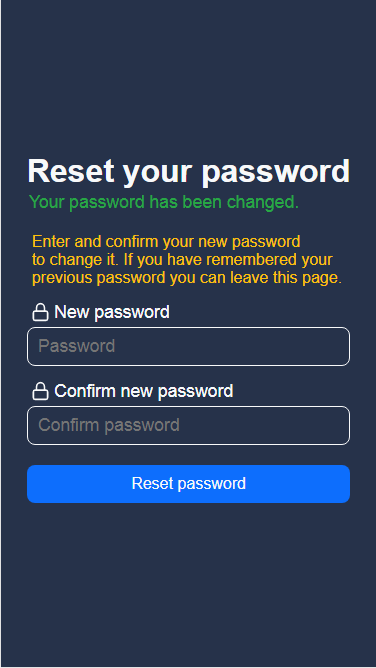 Reset your password
Your password has been changed.
Enter and confirm your new password
to change it. If you have remembered your
previous password you can leave this page.
New password
Password
Confirm new password
Confirm password
Reset password